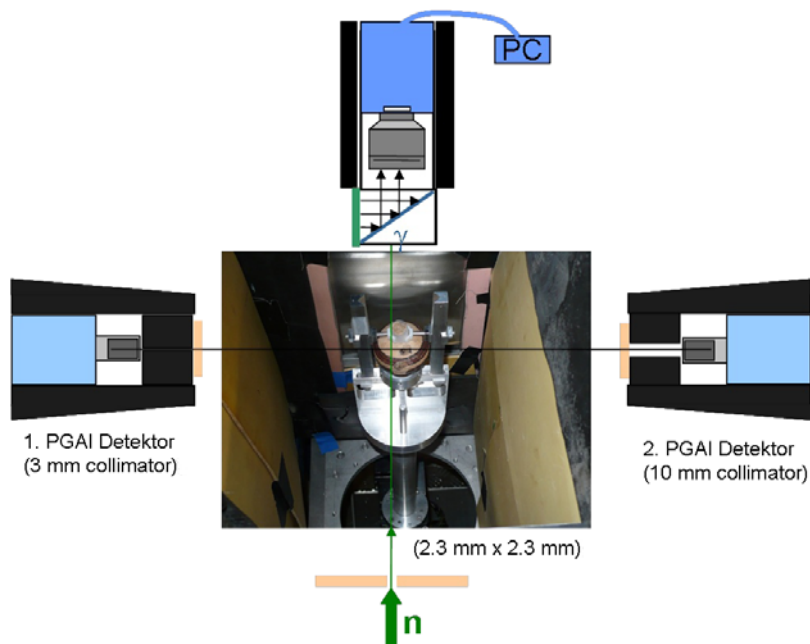 PC
γ
1. PGAI Detektor
(3 mm collimator)
2. PGAI Detektor
(10 mm collimator)
(2.3 mm x 2.3 mm)
n